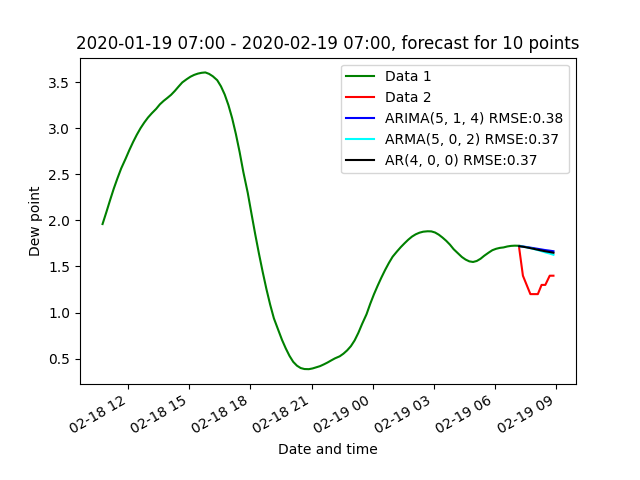 2020-01-19 07:00 - 2020-02-19 07:00, forecast for 10 points
Data 1
Data 2
ARIMA(5, 1, 4) RMSE:0.38
ARMA(5, 0, 2) RMSE:0.37
AR(4, 0, 0) RMSE:0.37
Dew point
3.5
3.0
2.5
2.0
1.5
1.0
0.5
02-18 12
02-18 15
02-18 18
02-18 21
02-19 00
02-19 03
02-19 06
02-19 09
Date and time